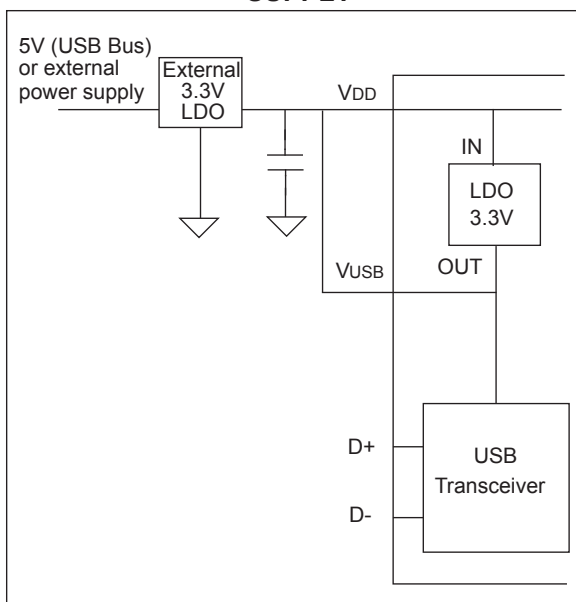 5V (USB Bus)
or external
power supply
External
3.3V
LDO
VDD
IN
LDO
3.3V
OUT
VUSB
D+
D-
USB
Transceiver